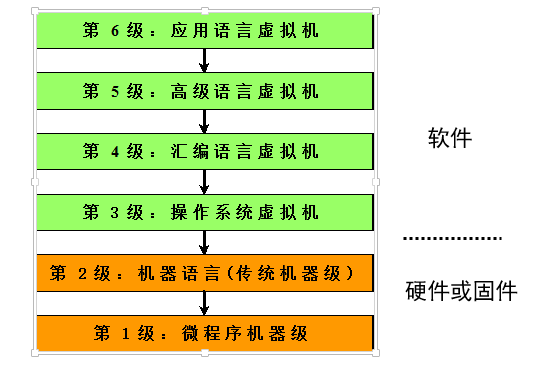 第 6 级：应用语言虚拟机
第 5 级：高级语言虚拟机
第 4 级：汇编语言虚拟机
软件
第 3 级：操作系统虚拟机
第 2 级：机器语言（传统机器级）
硬件或固件
第 1 级：微程序机器级